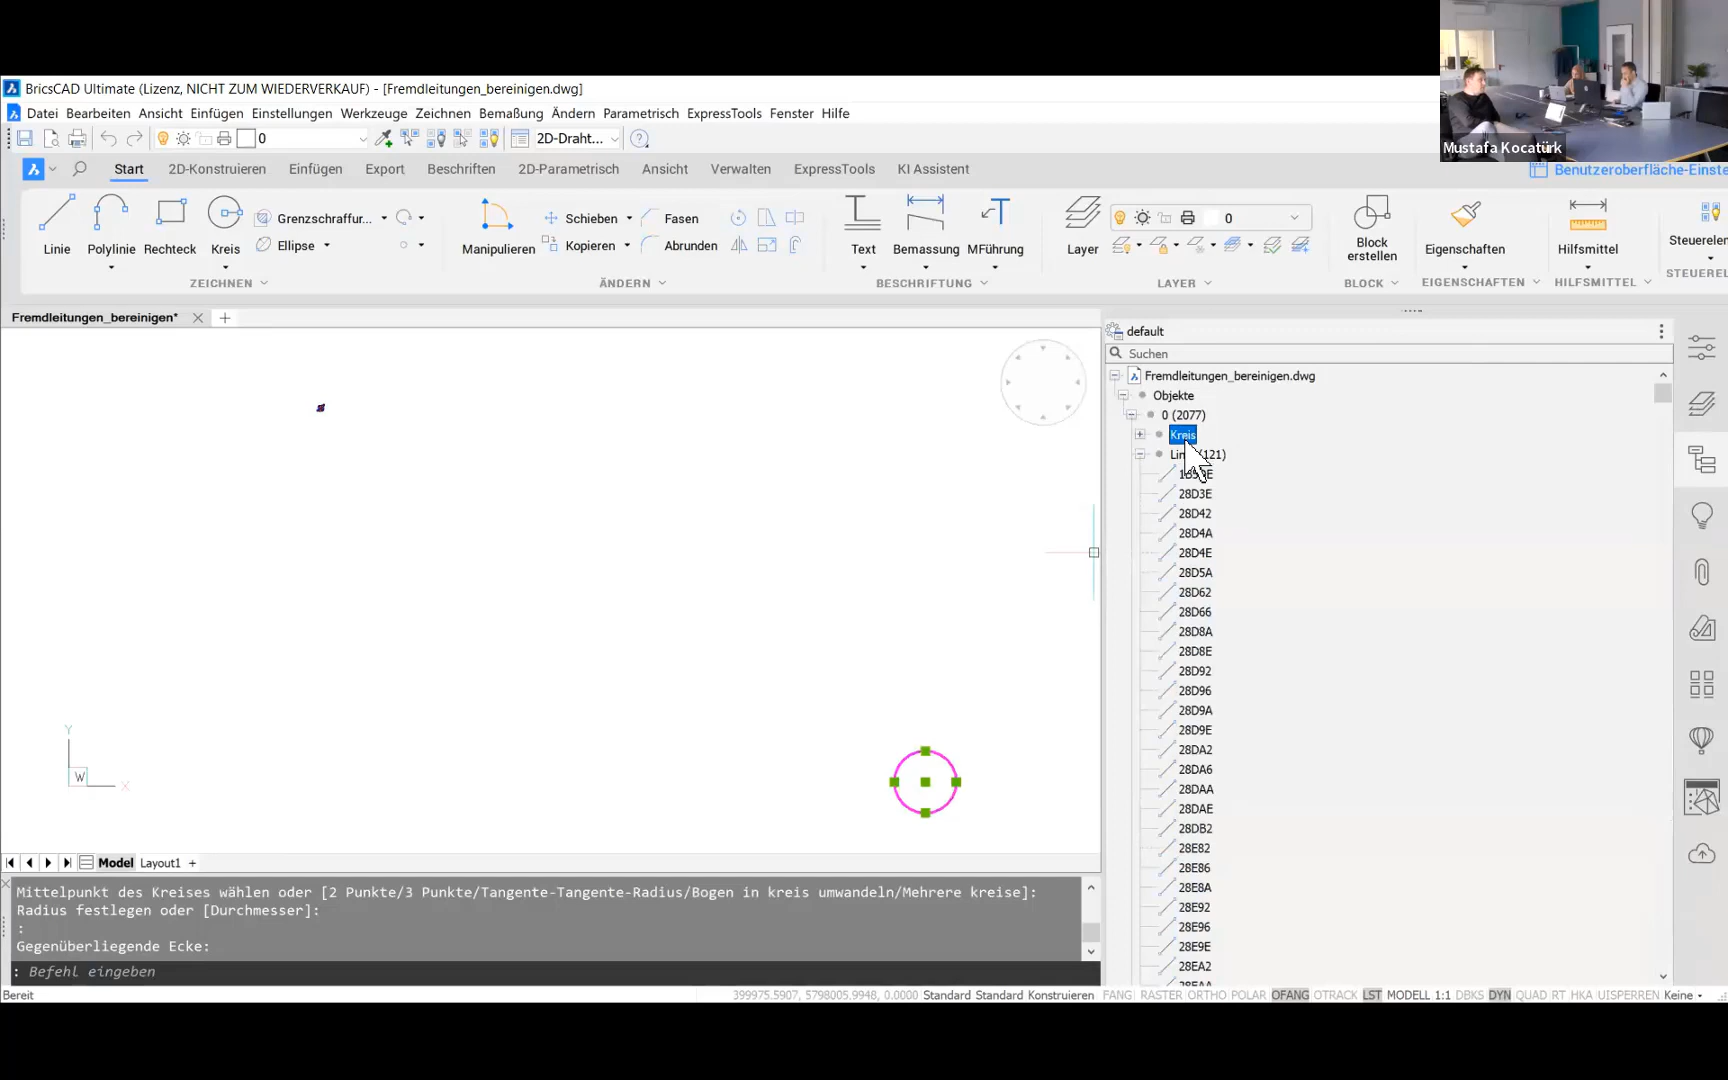 Mustafa Kocatürk
BricsCAD Ultimate (Lizenz, NICHT ZUM WIEDERVERKAUF) - [Fremdleitungen_bereinigen.dwg]
Datei Bearbeiten Ansicht Einfügen Einstellungen Werkzeuge Zeichnen Bemaßung Ändern Parametrisch ExpressTools Fenster Hilfe
0 2D-Draht...
Start 2D-Konstruieren Einfügen Export Beschriften 2D-Parametrisch Ansicht Verwalten ExpressTools KI Assistent Benutzeroberfläche-Einste
Grenzschraffur... Schieben Fasen 0
Ellipse Kopieren Abrunden
Linie Polylinie Rechteck Kreis Manipulieren Text Bemassung MFührung Layer Block erstellen Eigenschaften Hilfsmittel Steuerelen
ZEICHNEN ÄNDERN BESCHRIFTUNG LAYER BLOCK EIGENSCHAFTEN HILFSMITTEL STEUEREL
Fremdleitungen_bereinigen*
default
Suchen
Fremdleitungen_bereinigen.dwg
Objekte
0 (2077)
Kreis
(121)
28D3E
28D42
28D4A
28D4E
28D5A
28D62
28D66
28D8A
28D8E
28D92
28D96
28D9A
28D9E
28DA2
28DA6
28DAA
28DAE
28DB2
28E82
28E86
28E8A
28E92
28E96
28E9E
28EA2
Y
W
X
Model Layout1 +
Mittelpunkt des Kreises wählen oder [2 Punkte/3 Punkte/Tangente-Tangente-Radius/Bogen in kreis umwandeln/Mehrere kreise]:
Radius festlegen oder [Durchmesser]:
:
Gegenüberliegende Ecke:
: Befehl eingeben
Bereit 399975.5907, 5798005.9948, 0.0000 Standard Standard Konstruieren FANG RASTER ORTHO POLAR OFANG OTRACK LST MODELL 1:1 DBKS DYN QUAD RT HKA UISPERREN Keine